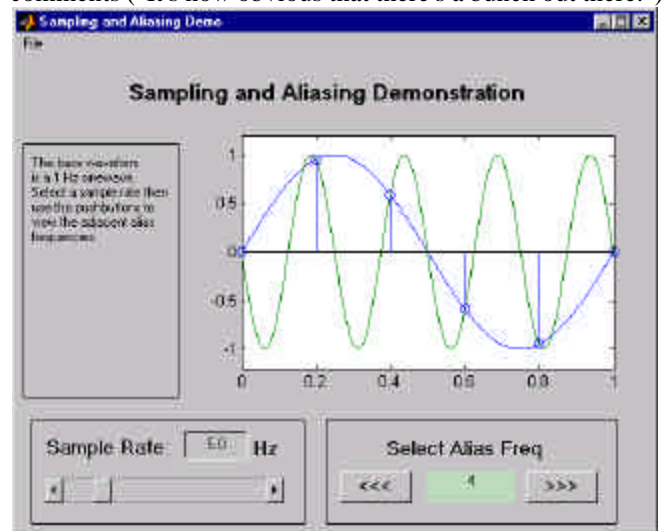 comments ("It's now obvious that there's a bunch out there.")
Sampling and Aliasing Demo
File
Sampling and Aliasing Demonstration
The base waveform
is a 1 Hz sinewave.
Select a sample rate then
use the pushbuttons to
view the adjacent alias
frequencies
1
0.5
0
-0.5
-1
0 0.2 0.4 0.6 0.8 1
Sample Rate: 5.0 Hz
Select Alias Freq
<<< 4 >>>